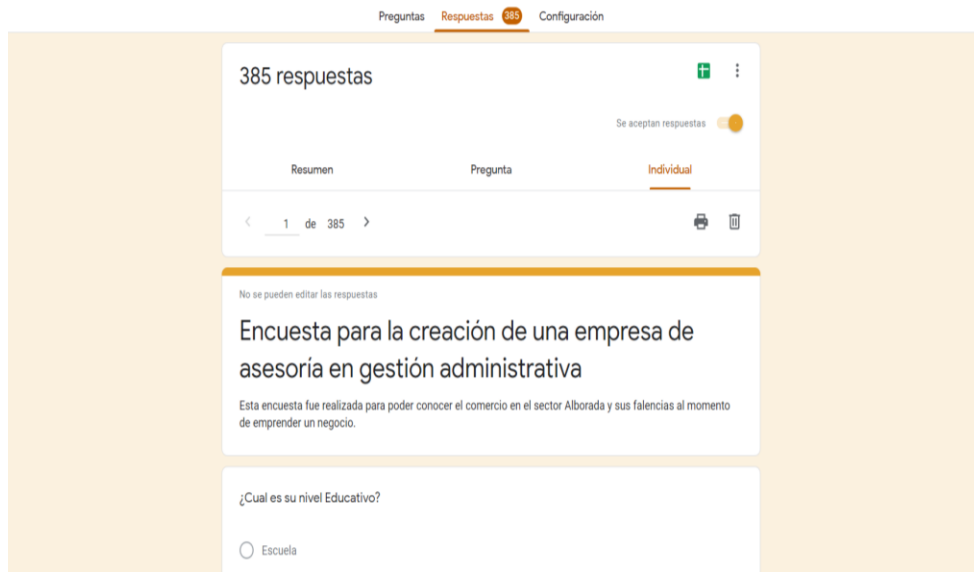 Preguntas Respuestas 385 Configuración
385 respuestas
Se aceptan respuestas
Resumen Pregunta Individual
1 de 385
No se pueden editar las respuestas
Encuesta para la creación de una empresa de
asesoría en gestión administrativa
Esta encuesta fue realizada para poder conocer el comercio en el sector Alborada y sus falencias al momento
de emprender un negocio.
¿Cual es su nivel Educativo?
Escuela